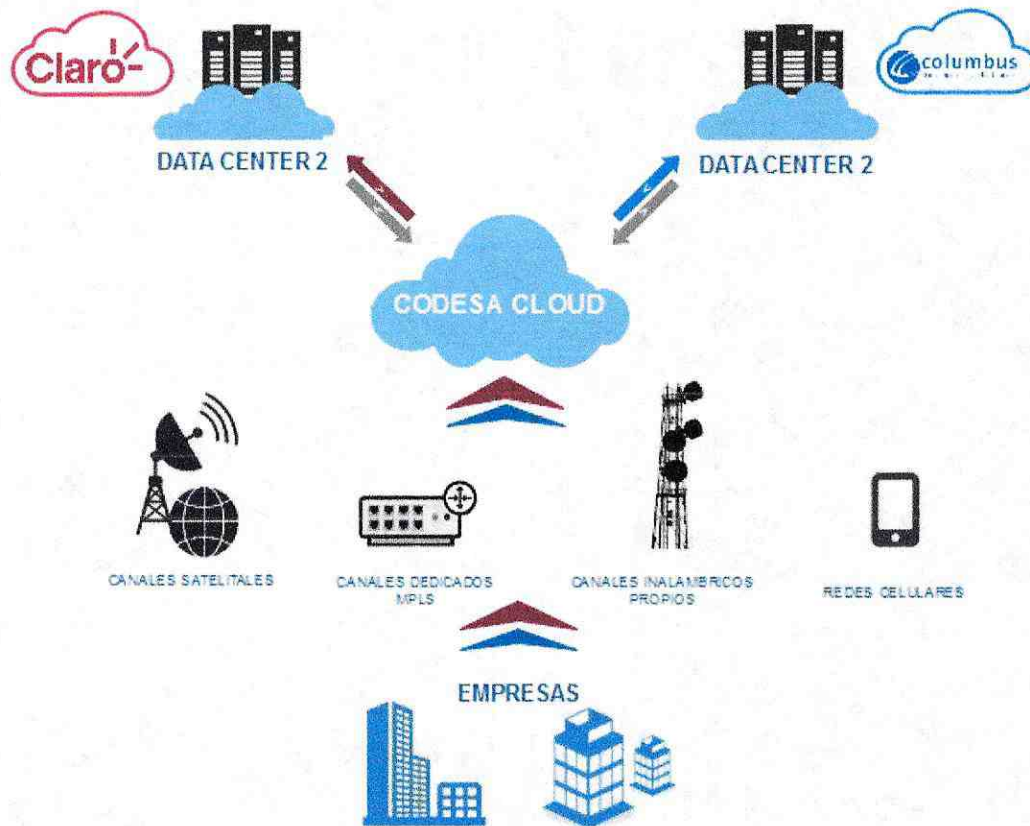 Claro
columbus
DATA CENTER 2
DATA CENTER 2
CODESA CLOUD
CANALES SATELITALES
CANALES DEDICADOS
MPLS
CANALES INALAMBRICOS
PROPIOS
REDES CELULARES
EMPRESAS